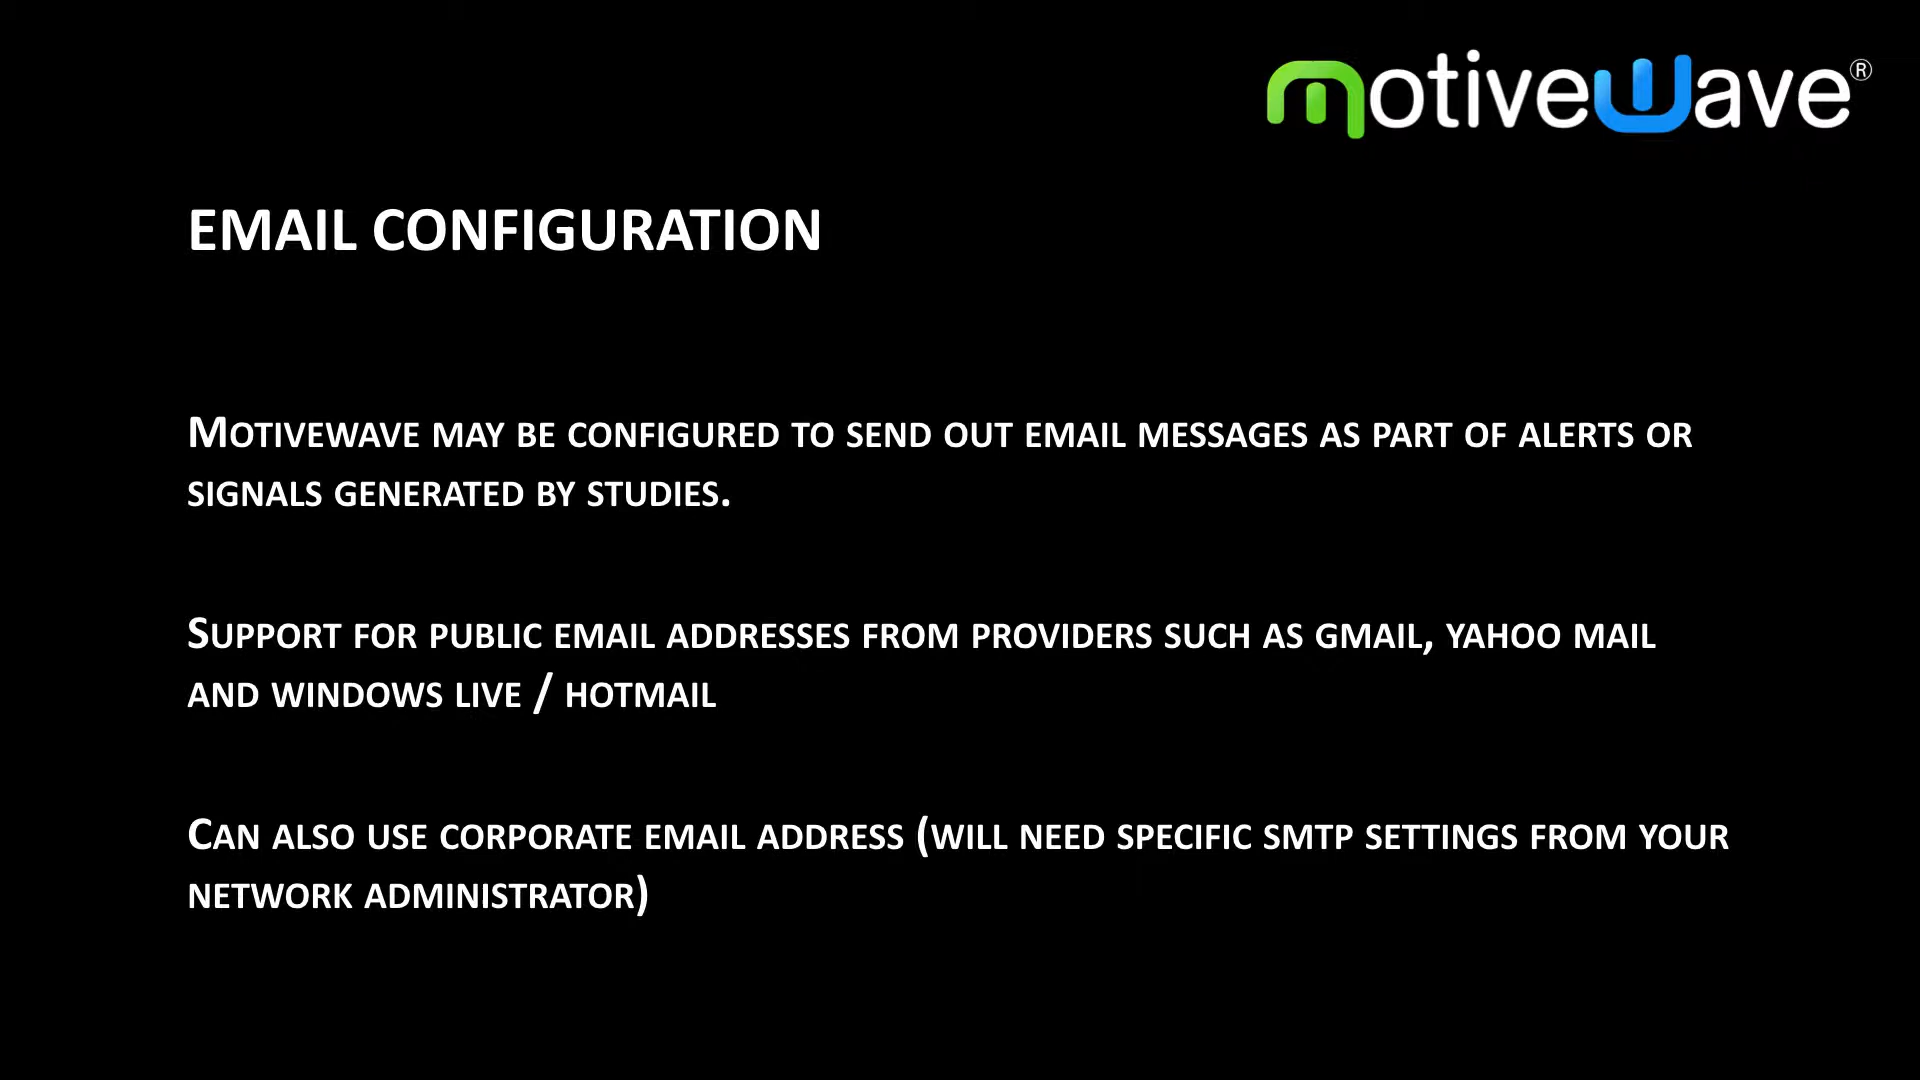 motivewave®
EMAIL CONFIGURATION
MOTIVEWAVE MAY BE CONFIGURED TO SEND OUT EMAIL MESSAGES AS PART OF ALERTS OR
SIGNALS GENERATED BY STUDIES.
SUPPORT FOR PUBLIC EMAIL ADDRESSES FROM PROVIDERS SUCH AS GMAIL, YAHOO MAIL
AND WINDOWS LIVE / HOTMAIL
CAN ALSO USE CORPORATE EMAIL ADDRESS (WILL NEED SPECIFIC SMTP SETTINGS FROM YOUR
NETWORK ADMINISTRATOR)